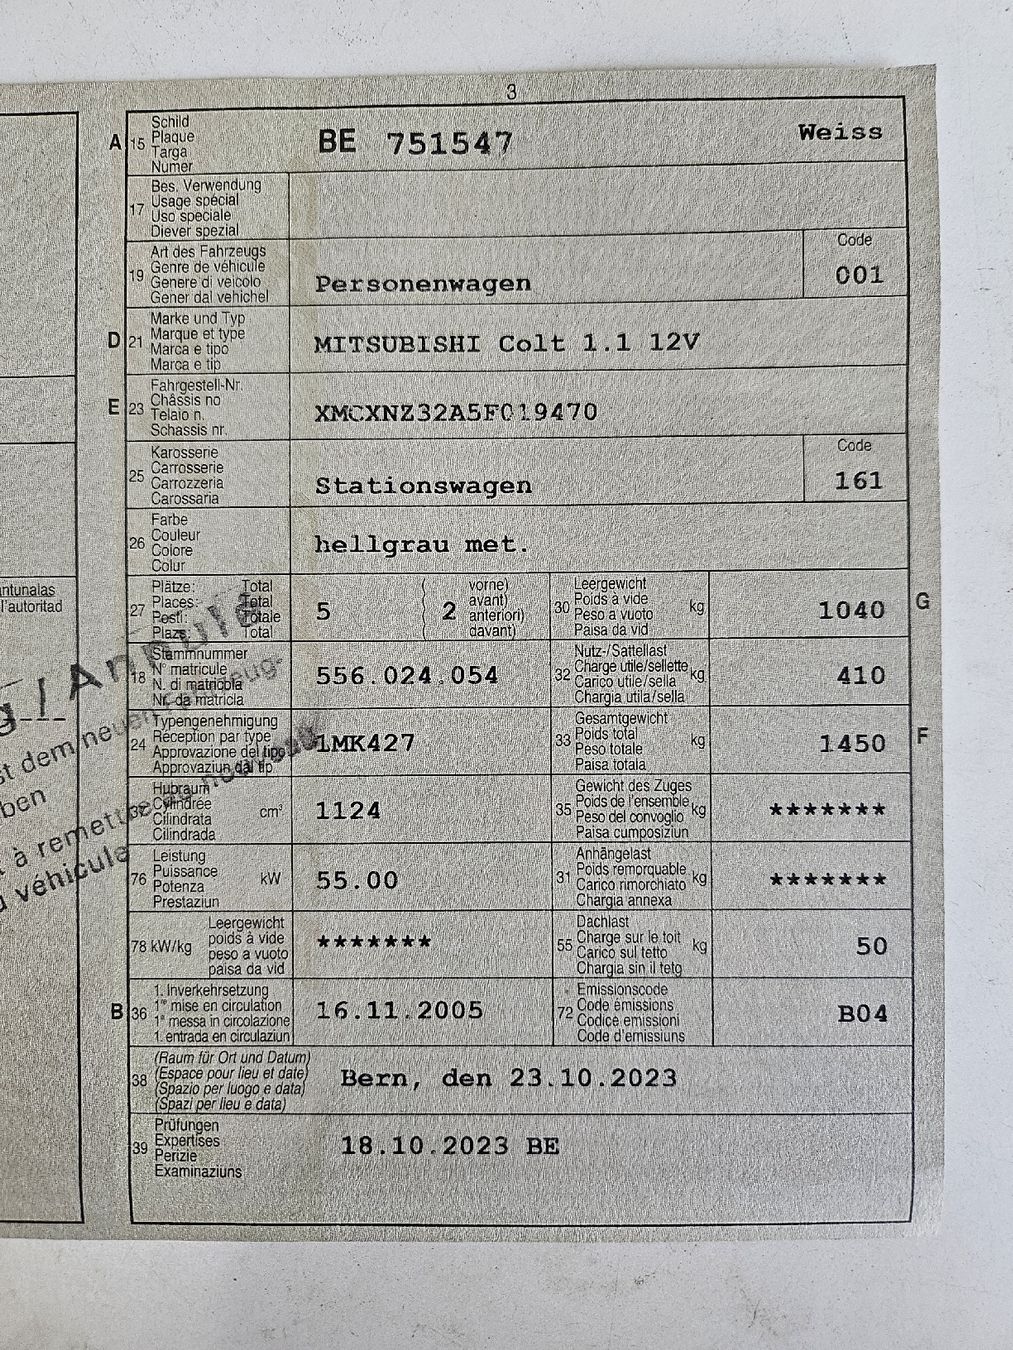 3
A 15 Schild
Plaque
Targa
Numer
BE 751547 Weiss
17 Bes. Verwendung
Usage spécial
Uso speciale
Diever spezial
19 Art des Fahrzeugs
Genre de véhicule
Genere di veicolo
Gener dal vehichel
Personenwagen
Code
001
D 21 Marke und Typ
Marque et type
Marca e tipo
Marca e tip
MITSUBISHI Colt 1.1 12V
E 23 Fahrgestell-Nr.
Châssis no
Telaio n.
Schassis nr.
XMCXNZ32A5F019470
25 Karosserie
Carrosserie
Carrozzeria
Carossaria
Stationswagen
Code
161
26 Farbe
Couleur
Colore
Colur
hellgrau met.
27 Plätze: Total
Places: Total
Posti: Totale
Plazs: Total
5 ( 2 vorne)
avant)
anteriori)
davant)
30 Leergewicht
Poids à vide
Peso a vuoto
Paisa da vid
kg 1040 G
18 Stammnummer
N° matricule
N. di matricola
Nr. da matricla
556.024.054
32 Nutz-/Sattellast
Charge utile/sellette
Carico utile/sella
Chargia utila/sella
kg 410
24 Typengenehmigung
Réception par type
Approvazione del tipo
Approvaziun dal tip
1MK427
33 Gesamtgewicht
Poids total
Peso totale
Paisa totala
kg 1450 F
Hubraum
Cylindrée
Cilindrata
Cilindrada
cm³ 1124
35 Gewicht des Zuges
Poids de l'ensemble
Peso del convoglio
Paisa cumposiziun
kg *******
76 Leistung
Puissance
Potenza
Prestaziun
kW 55.00
31 Anhängelast
Poids remorquable
Carico rimorchiato
Chargia annexa
kg *******
78 kW/kg Leergewicht
poids à vide
peso a vuoto
paisa da vid
*******
55 Dachlast
Charge sur le toit
Carico sul tetto
Chargia sin il tetg
kg 50
B 36 1. Inverkehrsetzung
1re mise en circulation
1a messa in circolazione
1. entrada en circulaziun
16.11.2005
72 Emissionscode
Code émissions
Codice emissioni
Code d'emissiuns
B04
38 (Raum für Ort und Datum)
(Espace pour lieu et date)
(Spazio per luogo e data)
(Spazi per lieu e data)
Bern, den 23.10.2023
39 Prüfungen
Expertises
Perizie
Examinaziuns
18.10.2023 BE
antunalas
l'autoritad
/ Annulé
st dem neuen Fahrzeug-
ben
à remettre au nouveau
véhicule